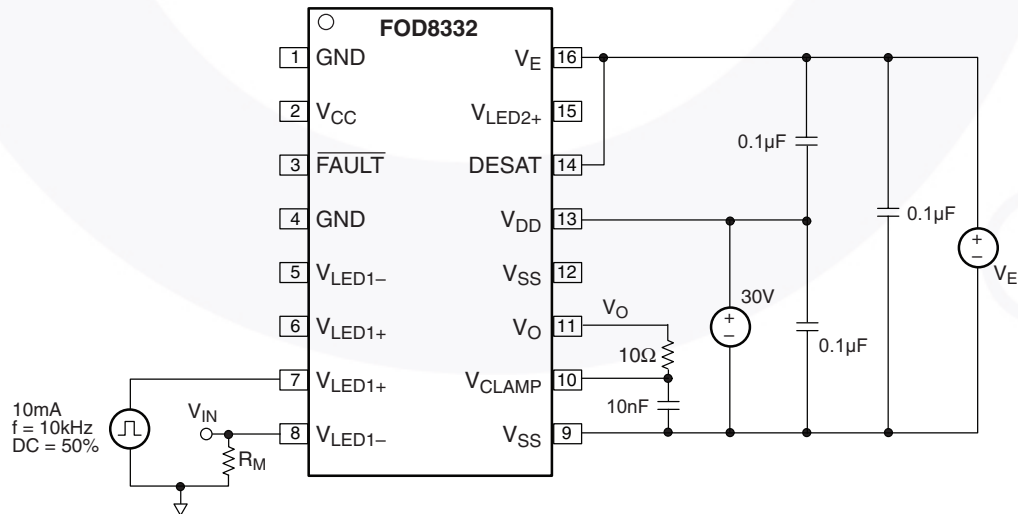 FOD8332
1 GND
2 VCC
3 FAULT
4 GND
5 VLED1–
6 VLED1+
7 VLED1+
8 VLED1–
VE 16
VLED2+ 15
DESAT 14
VDD 13
VSS 12
VO 11
VCLAMP 10
VSS 9
10mA
f = 10kHz
DC = 50%
VIN
RM
VO
10Ω
10nF
30V
+
–
0.1µF
0.1µF
0.1µF
+
–
VE